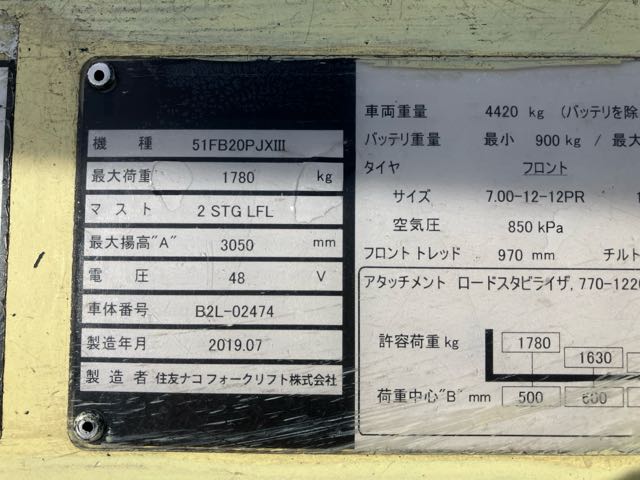 機 種 51FB20PJXⅢ
最大荷重 1780 kg
マスト 2 STG LFL
最大揚高"A" 3050 mm
電 圧 48 V
車体番号 B2L-02474
製造年月 2019.07
製造者 住友ナコ フォークリフト株式会社
車両重量 4420 kg (バッテリを除
バッテリ重量 最小 900 kg / 最大
タイヤ フロント
サイズ 7.00-12-12PR
空気圧 850 kPa
フロントトレッド 970 mm チルト
アタッチメント ロードスタビライザ, 770-1220
許容荷重 kg 1780 1630
荷重中心"B" mm 500 600